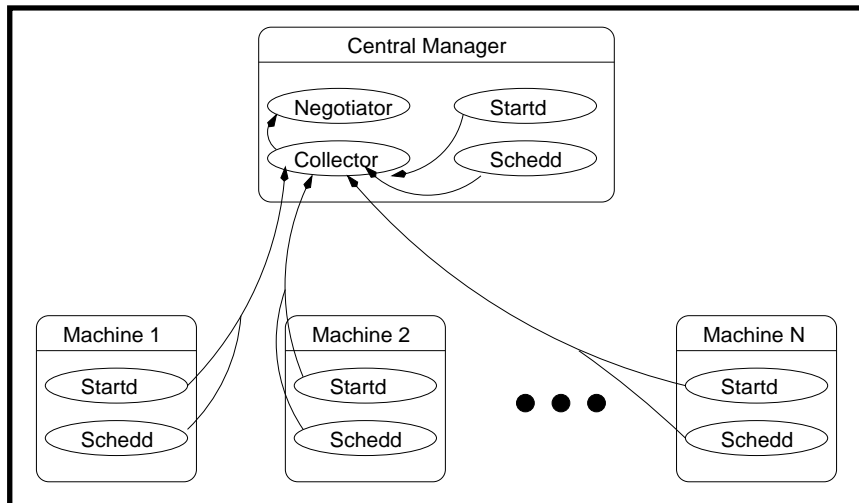 Central Manager
Negotiator
Startd
Collector
Schedd
Machine 1
Machine 2
Machine N
Startd
Startd
Startd
Schedd
Schedd
Schedd